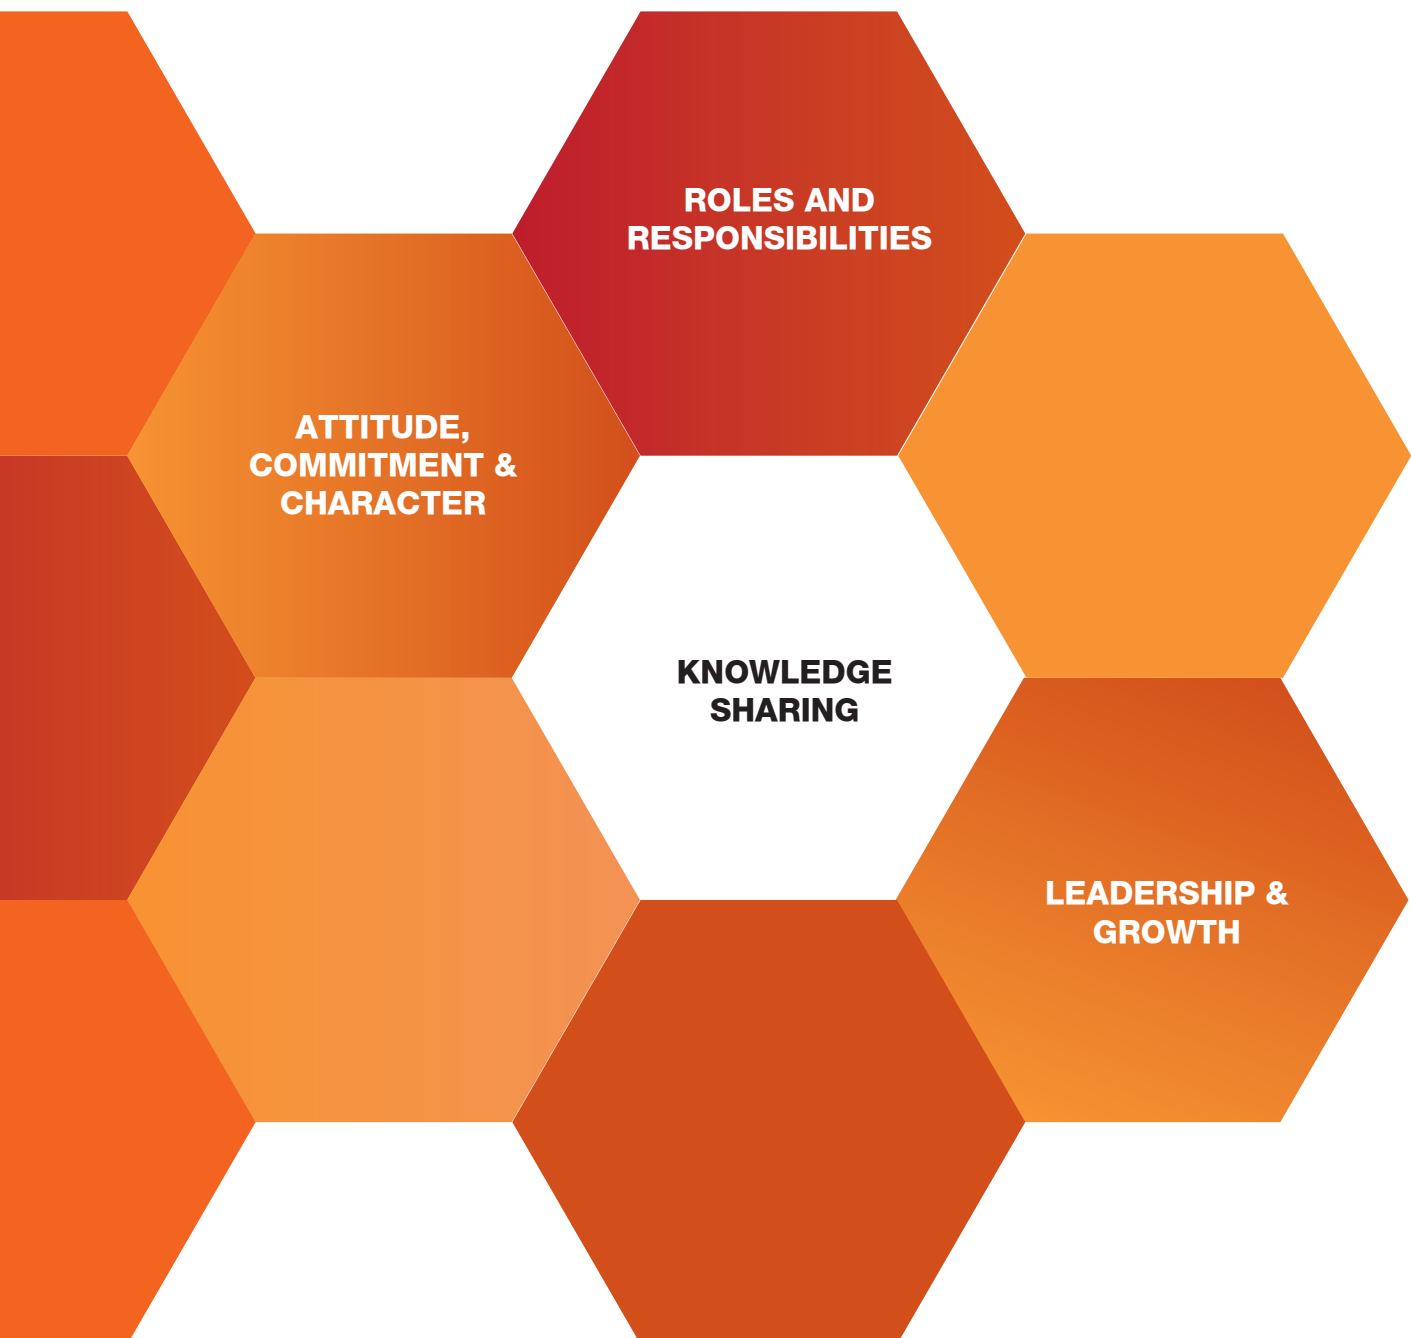 ROLES AND
RESPONSIBILITIES
ATTITUDE,
COMMITMENT &
CHARACTER
KNOWLEDGE
SHARING
LEADERSHIP &
GROWTH